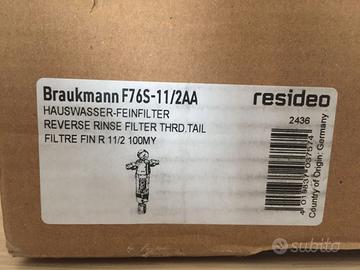 Braukmann F76S-11/2AA
HAUSWASSER-FEINFILTER
REVERSE RINSE FILTER THRD.TAIL
FILTRE FIN R 11/2 100MY
resideo
2436
Country of Origin: Germany
subito